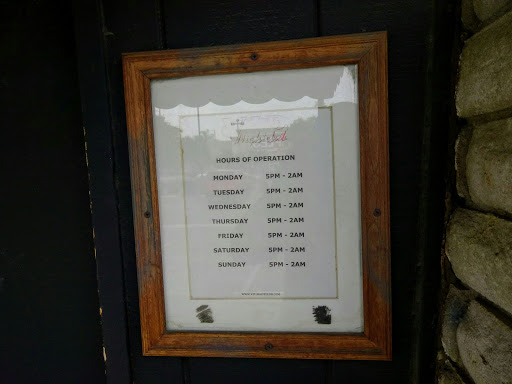 HOURS OF OPERATION
MONDAY 5PM - 2AM
TUESDAY 5PM - 2AM
WEDNESDAY 5PM - 2AM
THURSDAY 5PM - 2AM
FRIDAY 5PM - 2AM
SATURDAY 5PM - 2AM
SUNDAY 5PM - 2AM